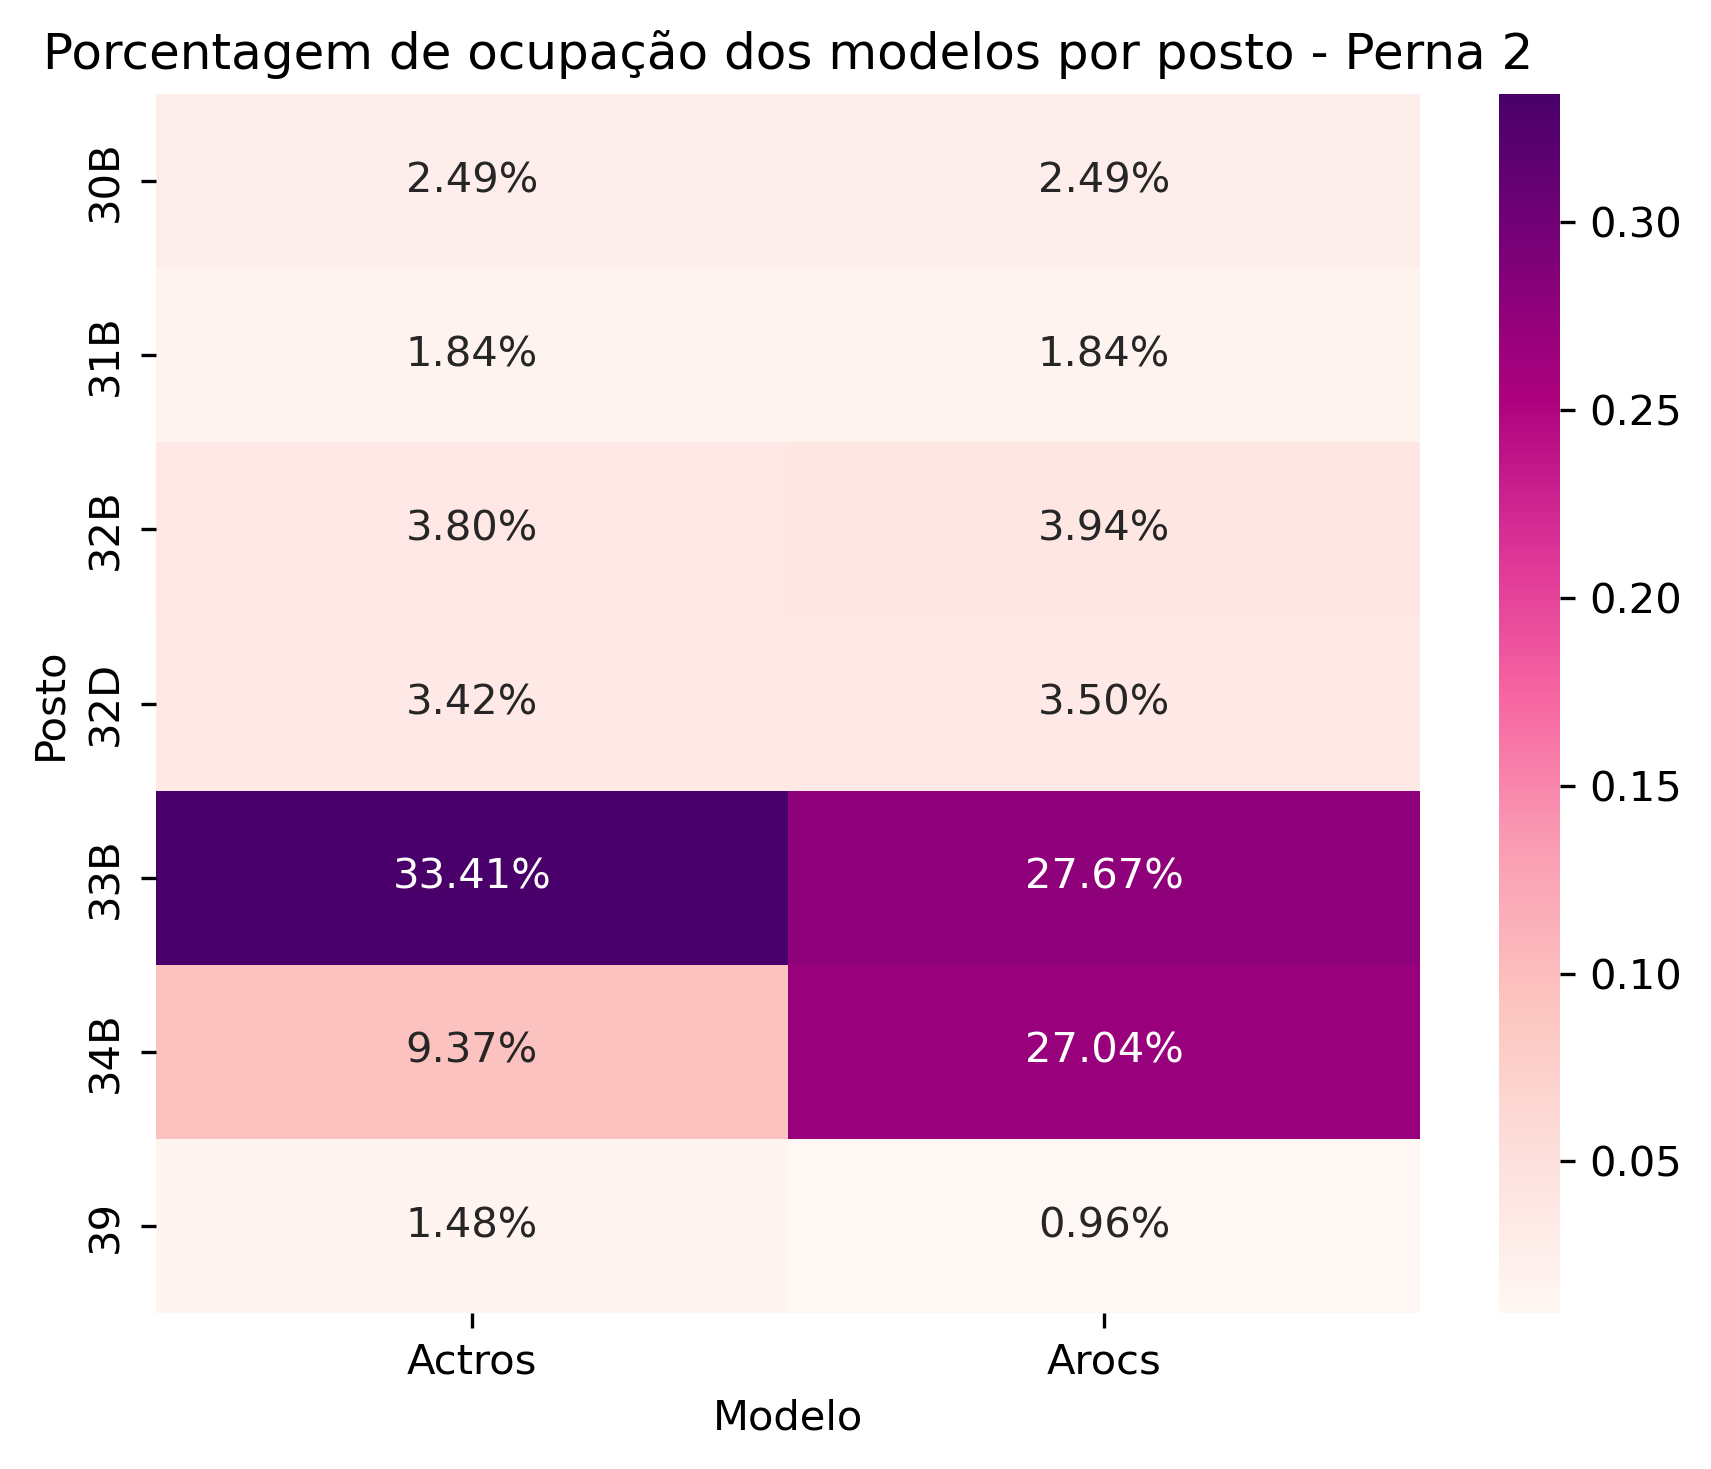 Porcentagem de ocupação dos modelos por posto - Perna 2
Posto
30B
2.49%
2.49%
31B
1.84%
1.84%
32B
3.80%
3.94%
32D
3.42%
3.50%
33B
33.41%
27.67%
34B
9.37%
27.04%
39
1.48%
0.96%
Actros
Arocs
Modelo
0.30
0.25
0.20
0.15
0.10
0.05